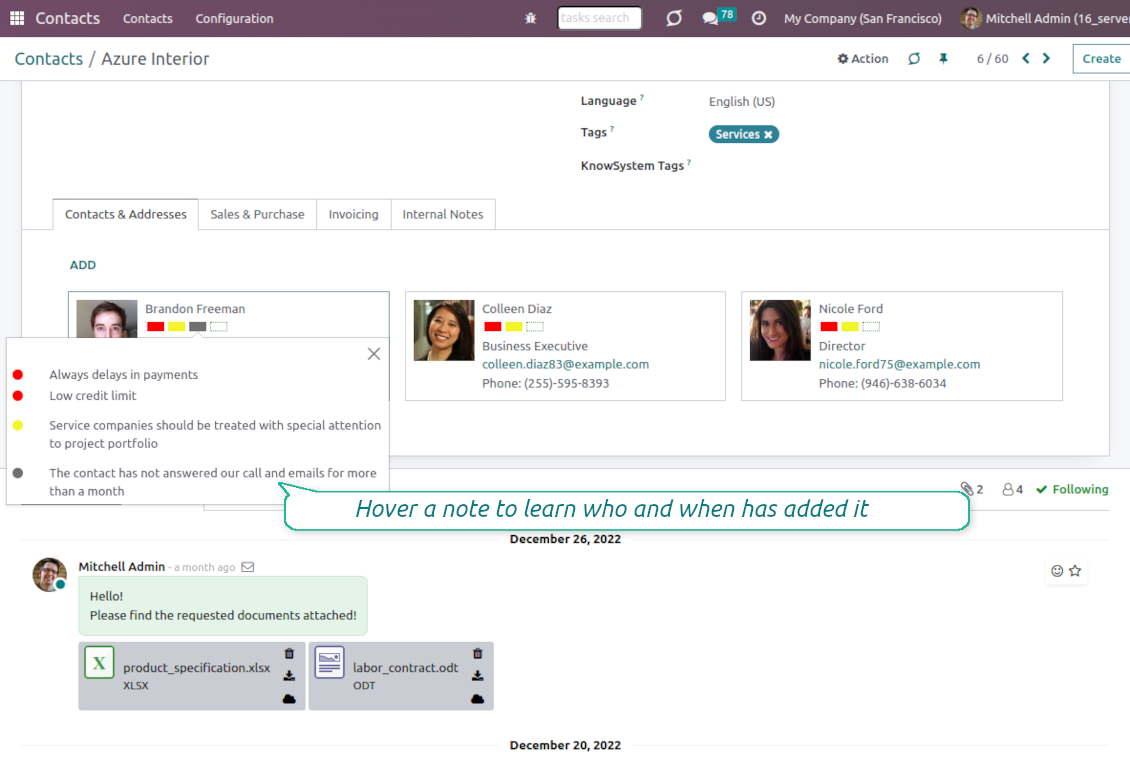 Contacts Contacts Configuration tasks search 78 My Company (San Francisco) Mitchell Admin (16_serve
Contacts / Azure Interior Action 6 / 60 Create
Language ? English (US)
Tags ? Services ✖
KnowSystem Tags ?
Contacts & Addresses Sales & Purchase Invoicing Internal Notes
ADD
Brandon Freeman
Colleen Diaz
Business Executive
colleen.diaz83@example.com
Phone: (255)-595-8393
Nicole Ford
Director
nicole.ford75@example.com
Phone: (946)-638-6034
Always delays in payments
Low credit limit
Service companies should be treated with special attention
to project portfolio
The contact has not answered our call and emails for more
than a month
2 4 Following
Hover a note to learn who and when has added it
December 26, 2022
Mitchell Admin - a month ago
Hello!
Please find the requested documents attached!
X product_specification.xlsx
XLSX
labor_contract.odt
ODT
December 20, 2022